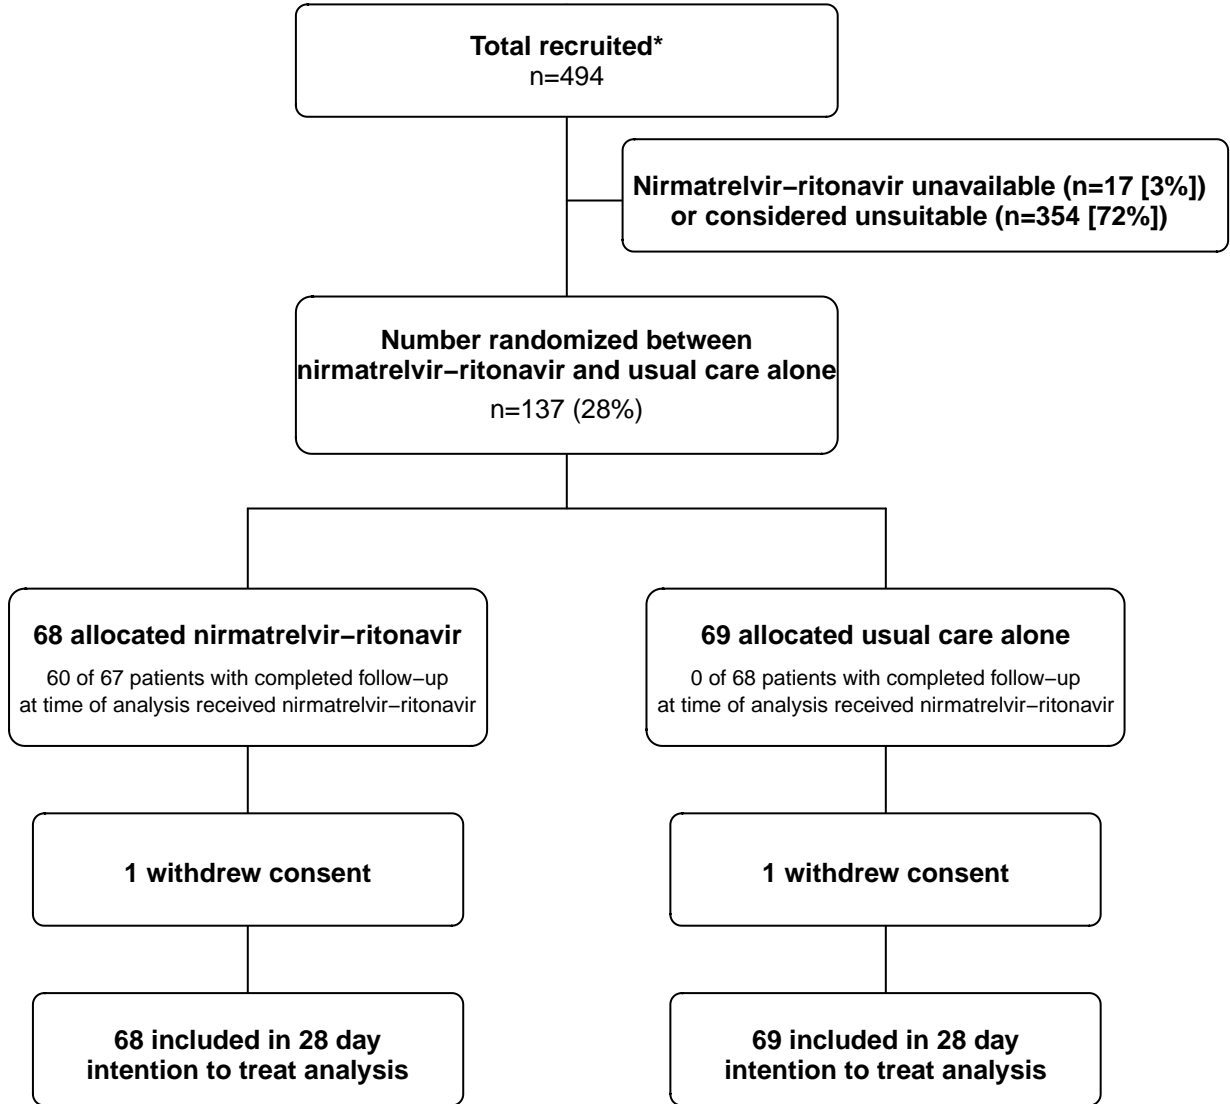 Total recruited*
n=494
Nirmatrelvir−ritonavir unavailable (n=17 [3%])
or considered unsuitable (n=354 [72%])
Number randomized between
nirmatrelvir−ritonavir and usual care alone
n=137 (28%)
68 allocated nirmatrelvir−ritonavir
60 of 67 patients with completed follow−up
at time of analysis received nirmatrelvir−ritonavir
69 allocated usual care alone
0 of 68 patients with completed follow−up
at time of analysis received nirmatrelvir−ritonavir
1 withdrew consent
1 withdrew consent
68 included in 28 day
intention to treat analysis
69 included in 28 day
intention to treat analysis